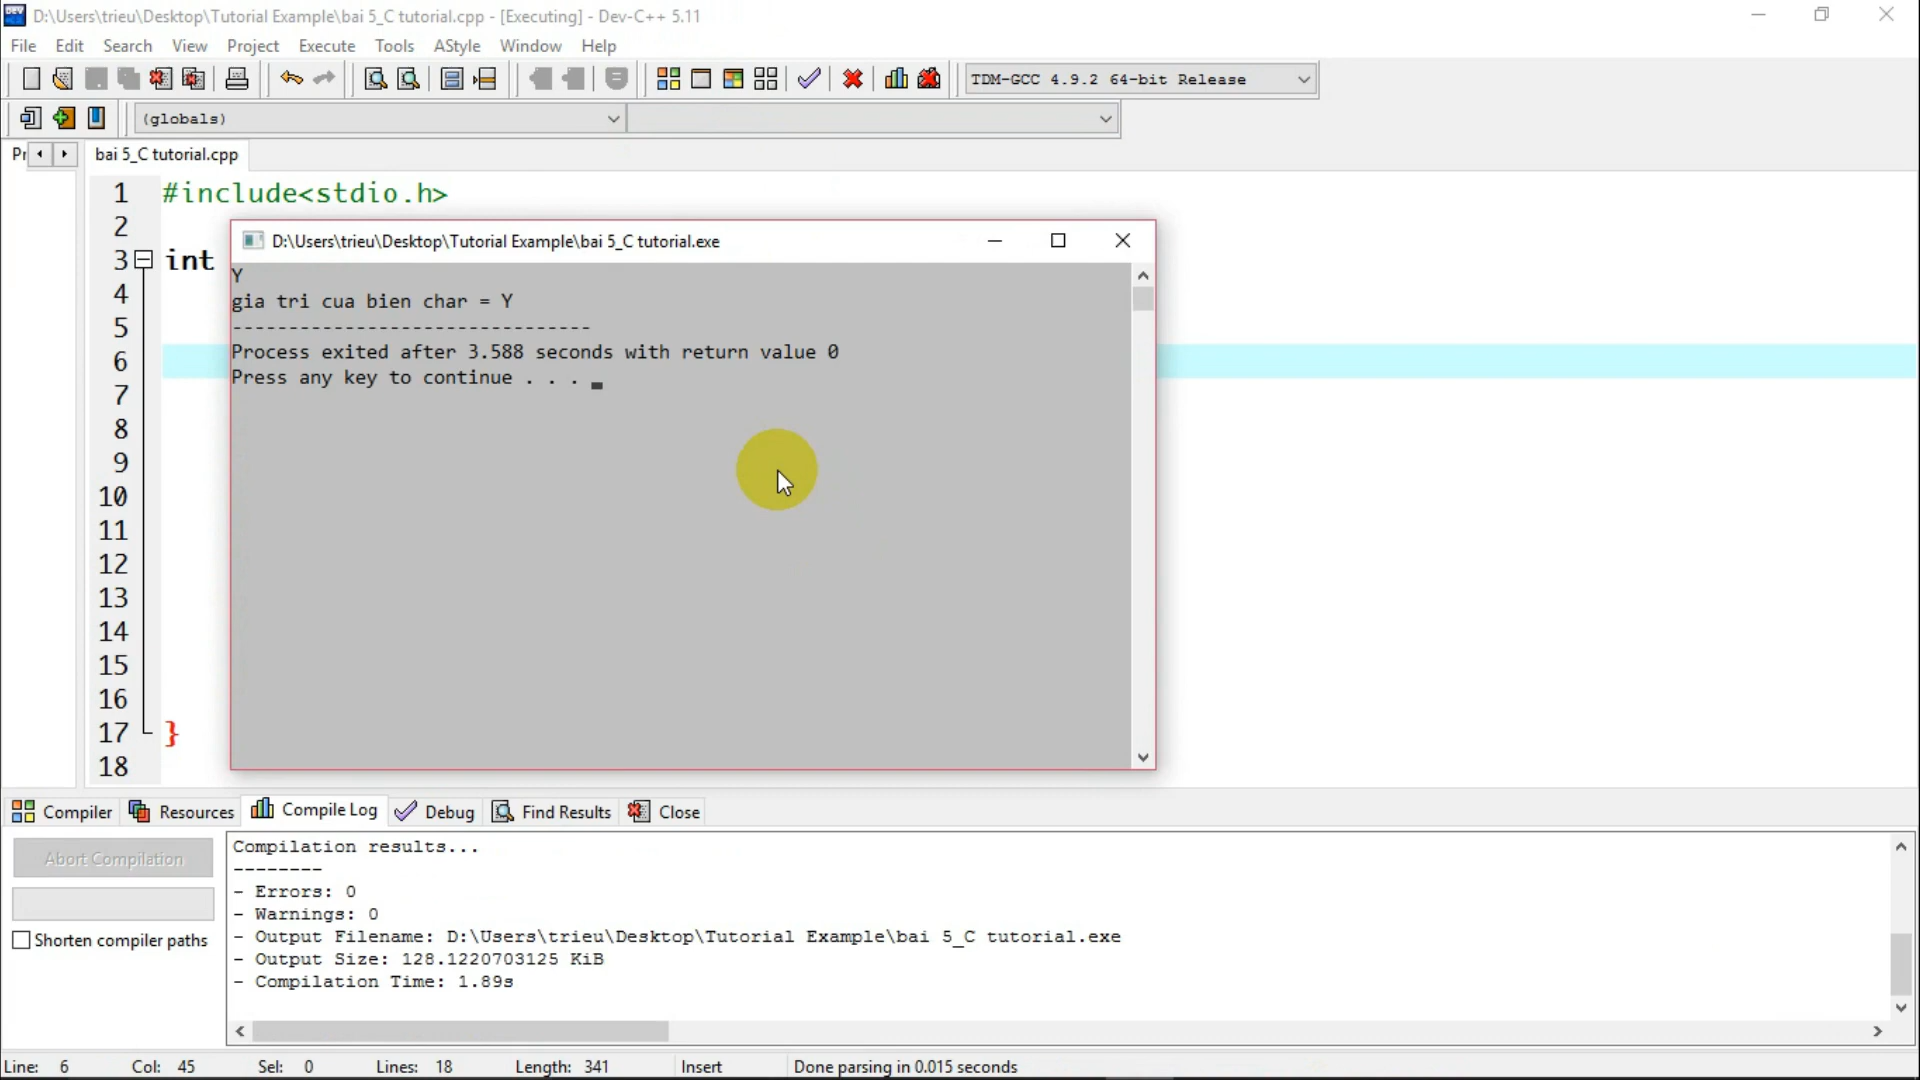 D:\Users\trieu\Desktop\Tutorial Example\bai 5_C tutorial.cpp - [Executing] - Dev-C++ 5.11
File Edit Search View Project Execute Tools AStyle Window Help
TDM-GCC 4.9.2 64-bit Release
(globals)
Pr
bai 5_C tutorial.cpp
1 #include<stdio.h>
2
3 int
4
5
6
7
8
9
10
11
12
13
14
15
16
17 }
18
D:\Users\trieu\Desktop\Tutorial Example\bai 5_C tutorial.exe
Y
gia tri cua bien char = Y
--------------------------------
Process exited after 3.588 seconds with return value 0
Press any key to continue . . .
Compiler Resources Compile Log Debug Find Results Close
Abort Compilation
Shorten compiler paths
Compilation results...
--------
- Errors: 0
- Warnings: 0
- Output Filename: D:\Users\trieu\Desktop\Tutorial Example\bai 5_C tutorial.exe
- Output Size: 128.1220703125 KiB
- Compilation Time: 1.89s
Line: 6 Col: 45 Sel: 0 Lines: 18 Length: 341 Insert Done parsing in 0.015 seconds